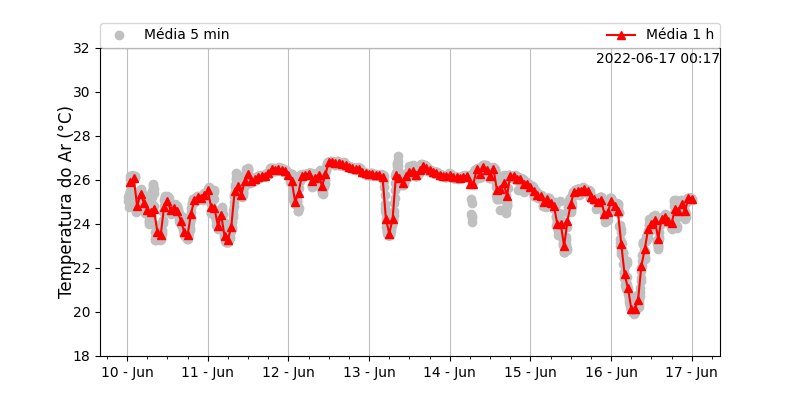 Média 5 min
Média 1 h
2022-06-17 00:17
Temperatura do Ar (°C)
32
30
28
26
24
22
20
18
10 - Jun
11 - Jun
12 - Jun
13 - Jun
14 - Jun
15 - Jun
16 - Jun
17 - Jun